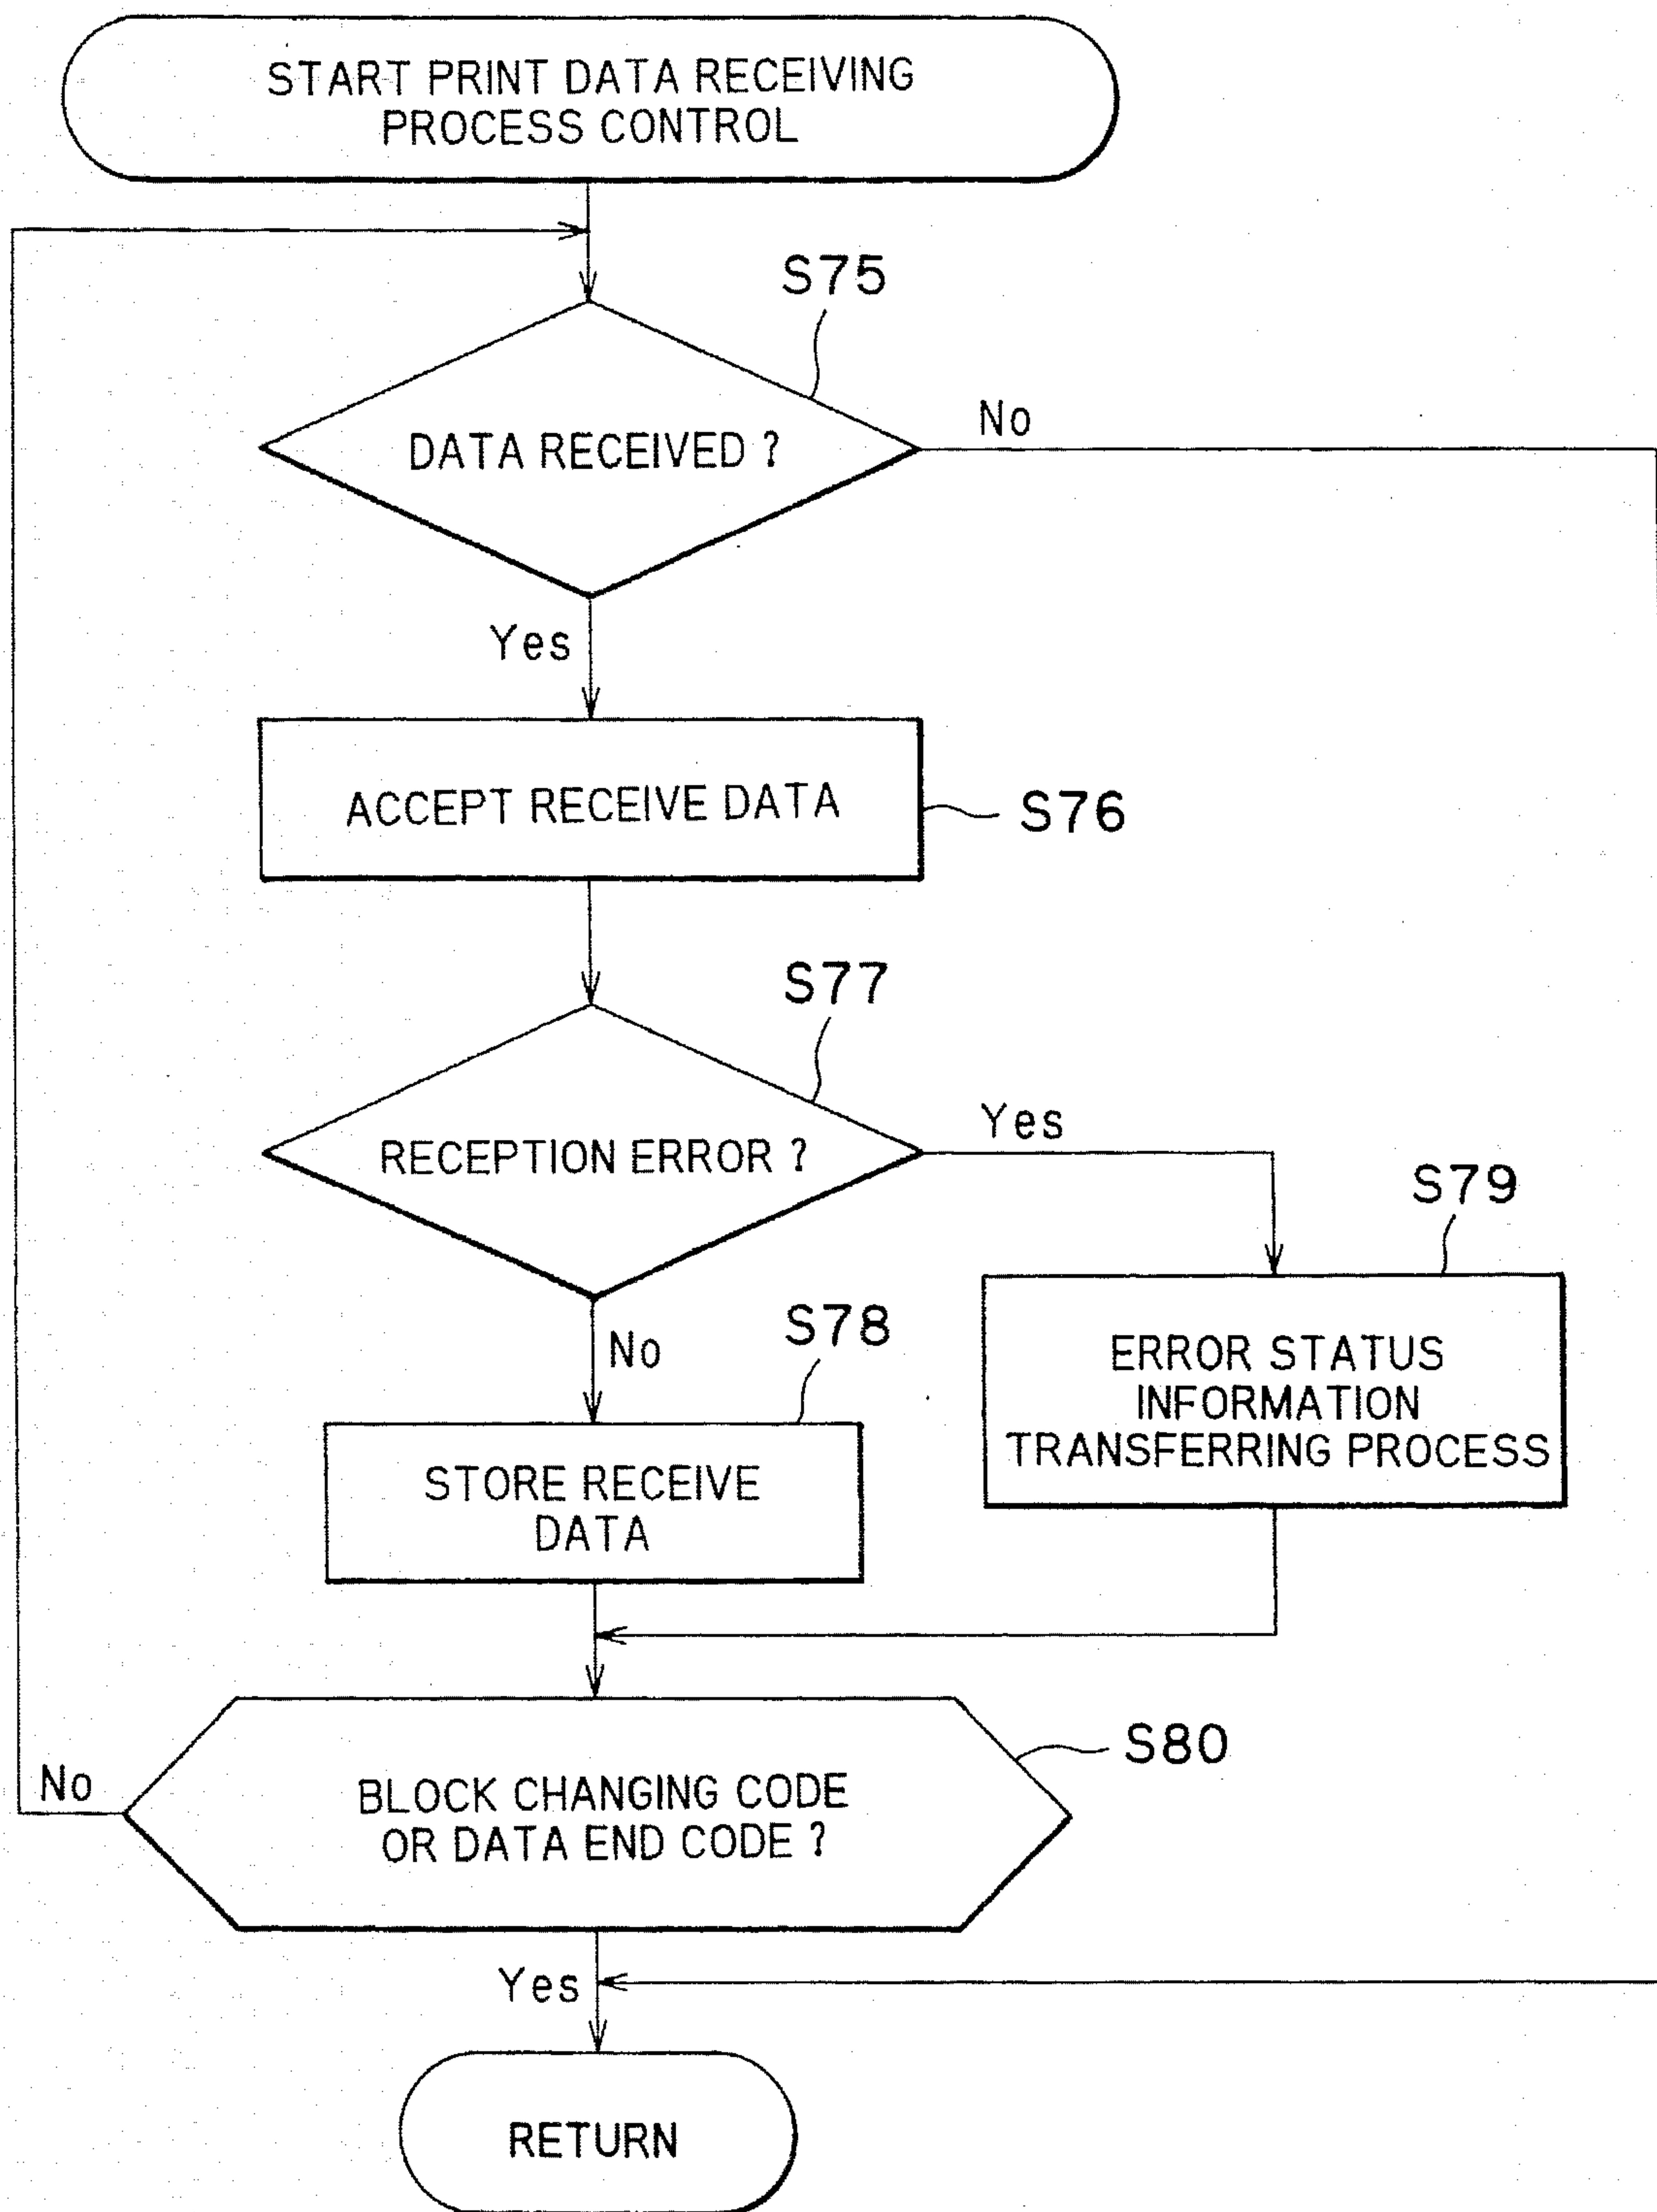 START PRINT DATA RECEIVING
PROCESS CONTROL
S75
DATA RECEIVED ?
No
Yes
ACCEPT RECEIVE DATA
S76
S77
RECEPTION ERROR ?
Yes
S79
No
S78
ERROR STATUS
INFORMATION
TRANSFERRING PROCESS
STORE RECEIVE
DATA
S80
No
BLOCK CHANGING CODE
OR DATA END CODE ?
Yes
RETURN